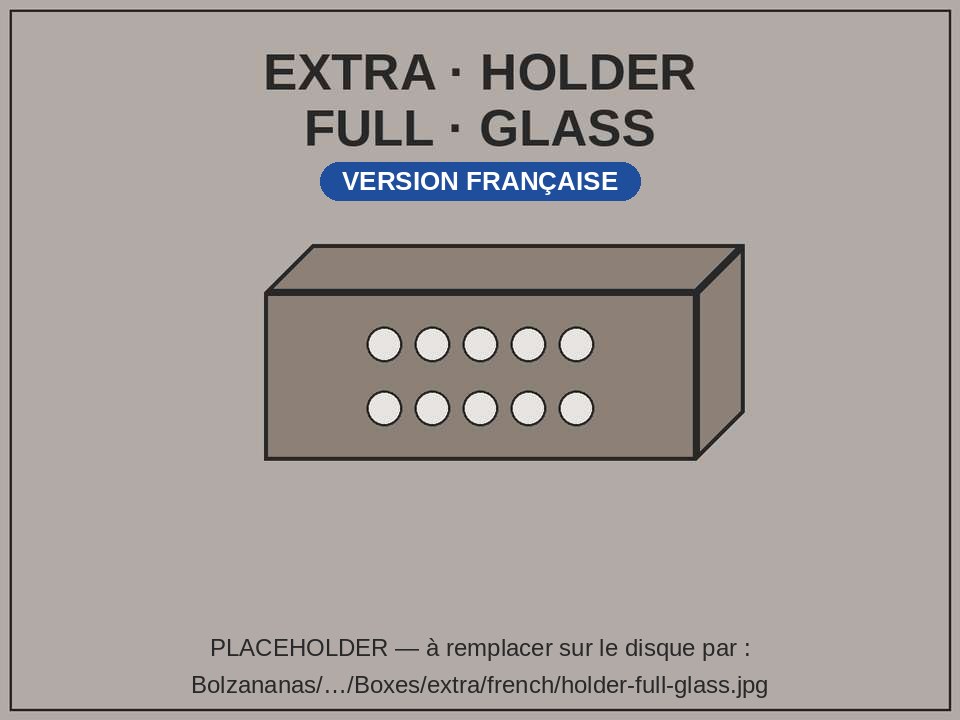 EXTRA · HOLDER
FULL · GLASS
VERSION FRANÇAISE
PLACEHOLDER — à remplacer sur le disque par :
Bolzananas/…/Boxes/extra/french/holder-full-glass.jpg